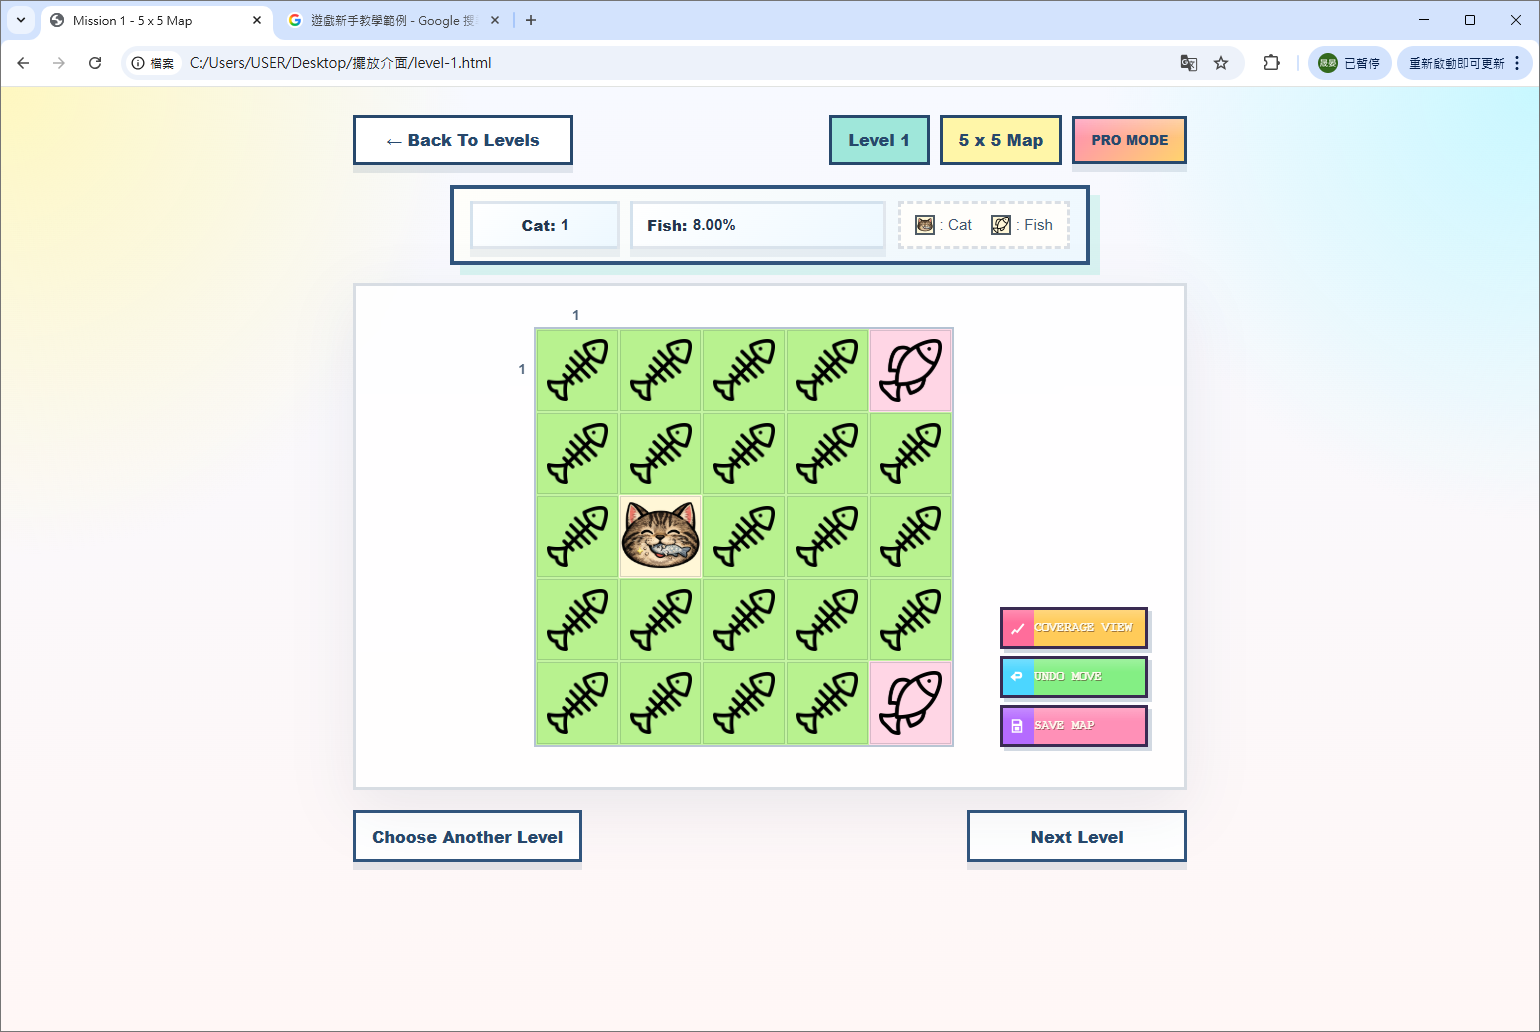 Mission 1 - 5 x 5 Map
遊戲新手教學範例 - Google 搜
檔案
C:/Users/USER/Desktop/擺放介面/level-1.html
已暫停
重新啟動即可更新
← Back To Levels
Level 1
5 x 5 Map
PRO MODE
Cat: 1
Fish: 8.00%
: Cat
: Fish
1
1
COVERAGE VIEW
UNDO MOVE
SAVE MAP
Choose Another Level
Next Level